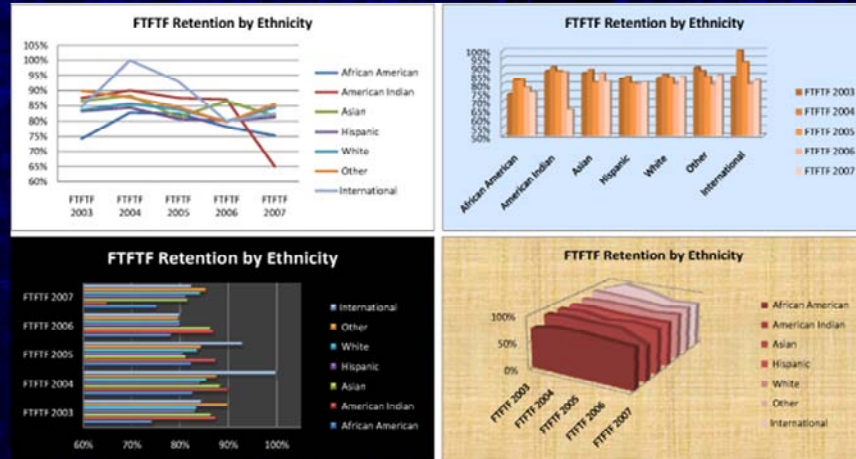 FTFTF Retention by Ethnicity
105%
100%
95%
90%
85%
80%
75%
70%
65%
60%
FTFTF 2003
FTFTF 2004
FTFTF 2005
FTFTF 2006
FTFTF 2007
African American
American Indian
Asian
Hispanic
White
Other
International
FTFTF Retention by Ethnicity
100%
95%
90%
85%
80%
75%
70%
65%
60%
55%
50%
African American
American Indian
Asian
Hispanic
White
Other
International
FTFTF 2003
FTFTF 2004
FTFTF 2005
FTFTF 2006
FTFTF 2007
FTFTF Retention by Ethnicity
FTFTF 2007
FTFTF 2006
FTFTF 2005
FTFTF 2004
FTFTF 2003
60%
70%
80%
90%
100%
International
Other
White
Hispanic
Asian
American Indian
African American
FTFTF Retention by Ethnicity
100%
50%
0%
FTFTF 2003
FTFTF 2004
FTFTF 2005
FTFTF 2006
FTFTF 2007
African American
American Indian
Asian
Hispanic
White
Other
International